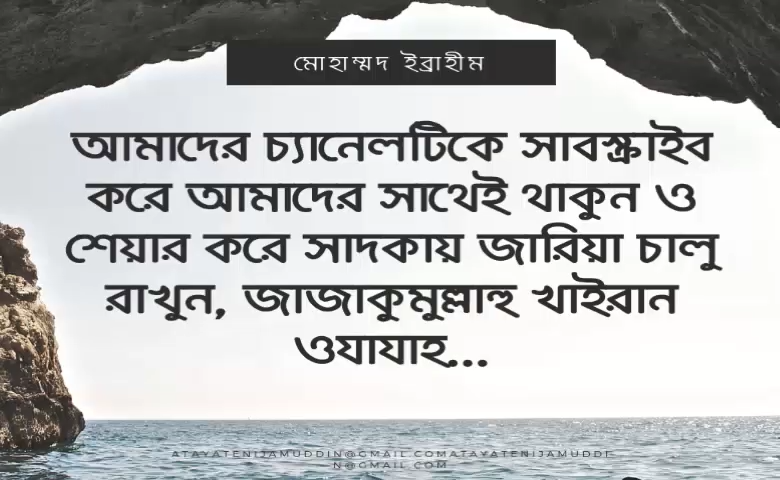 মোহাম্মদ ইব্রাহীম
আমাদের চ্যানেলটিকে সাবস্ক্রাইব
করে আমাদের সাথেই থাকুন ও
শেয়ার করে সাদকায় জারিয়া চালু
রাখুন, জাজাকুমুল্লাহু খাইরান
ওযাযাহ...
ATAYATENIJAMUDDIN@GMAIL.COMATAYATENIJAMUDDI
N@GMAIL.COM